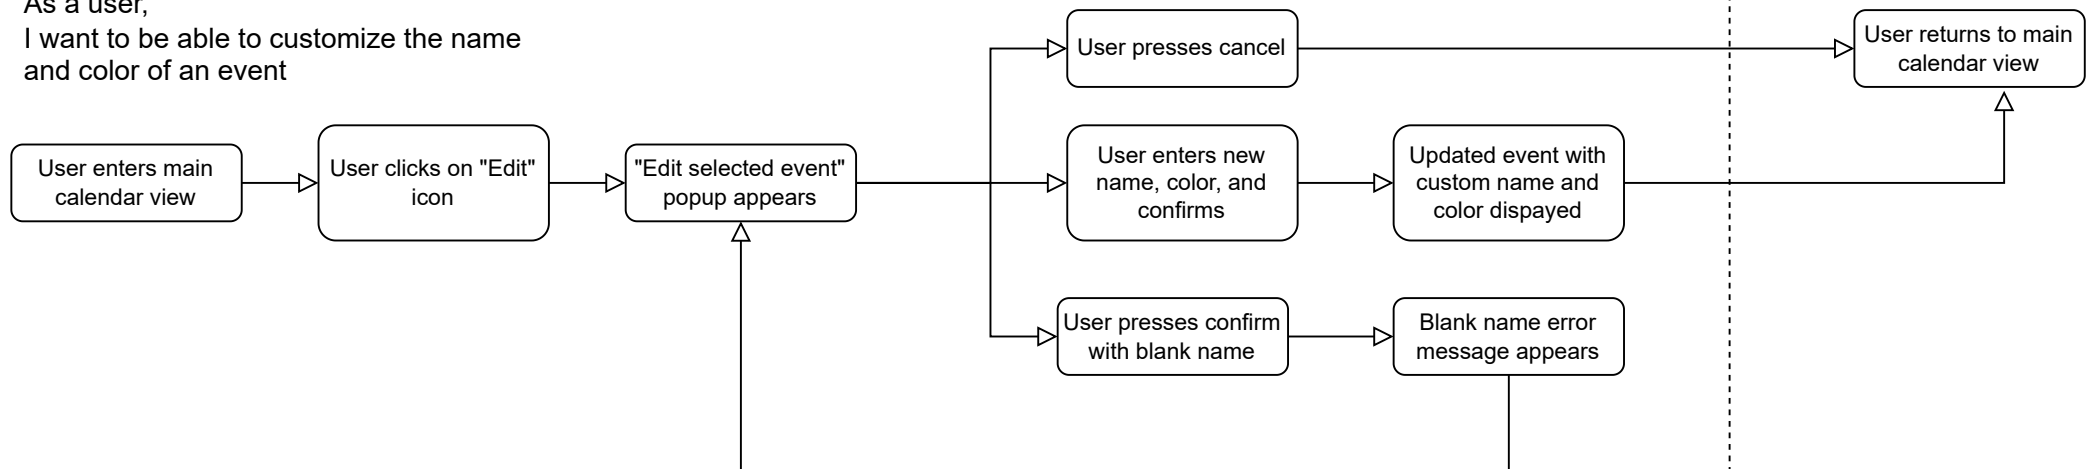 As a user,
I want to be able to customize the name
and color of an event
User presses cancel
User returns to main
calendar view
User enters main
calendar view
User clicks on "Edit"
icon
"Edit selected event"
popup appears
User enters new
name, color, and
confirms
Updated event with
custom name and
color dispayed
User presses confirm
with blank name
Blank name error
message appears